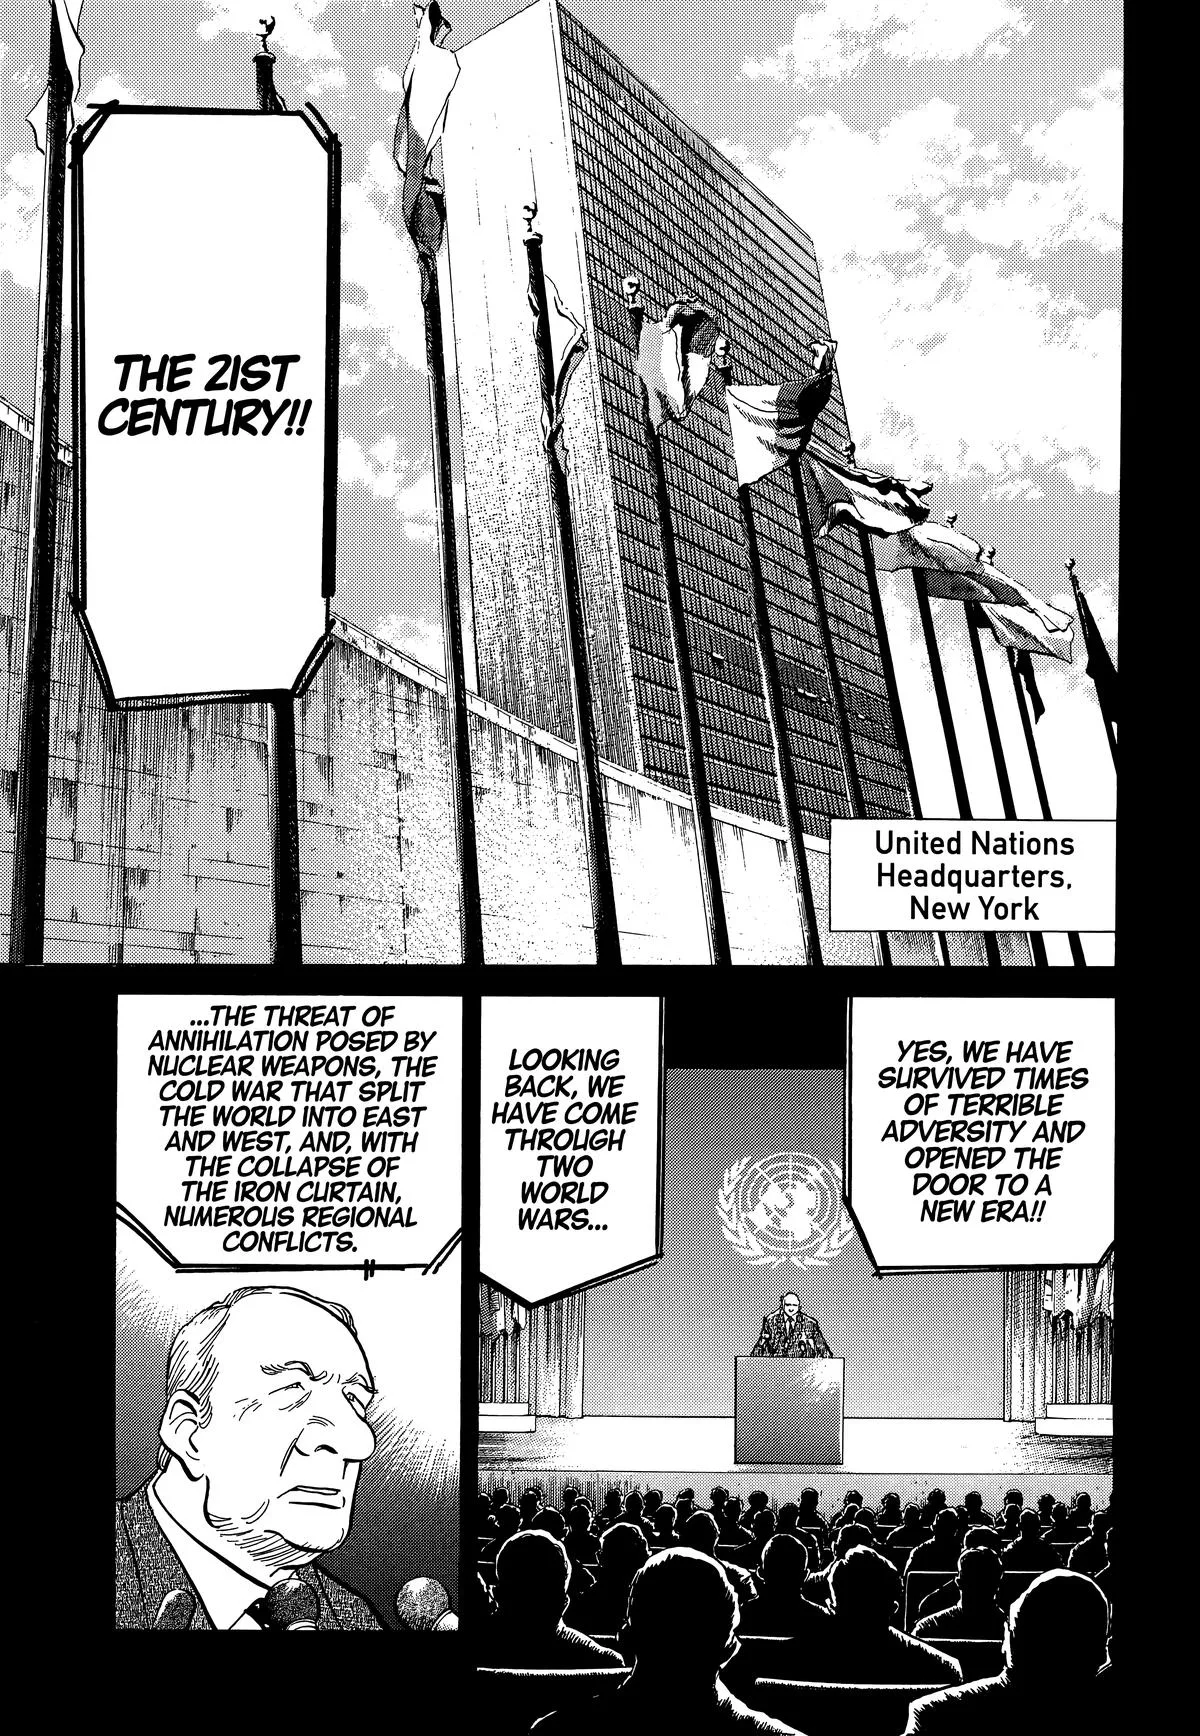 THE 21ST
CENTURY!!
United Nations
Headquarters,
New York
YES, WE HAVE
SURVIVED TIMES
OF TERRIBLE
ADVERSITY AND
OPENED THE
DOOR TO A
NEW ERA!!
LOOKING
BACK, WE
HAVE COME
THROUGH
TWO
WORLD
WARS...
...THE THREAT OF
ANNIHILATION POSED BY
NUCLEAR WEAPONS, THE
COLD WAR THAT SPLIT
THE WORLD INTO EAST
AND WEST, AND, WITH
THE COLLAPSE OF
THE IRON CURTAIN,
NUMEROUS REGIONAL
CONFLICTS.